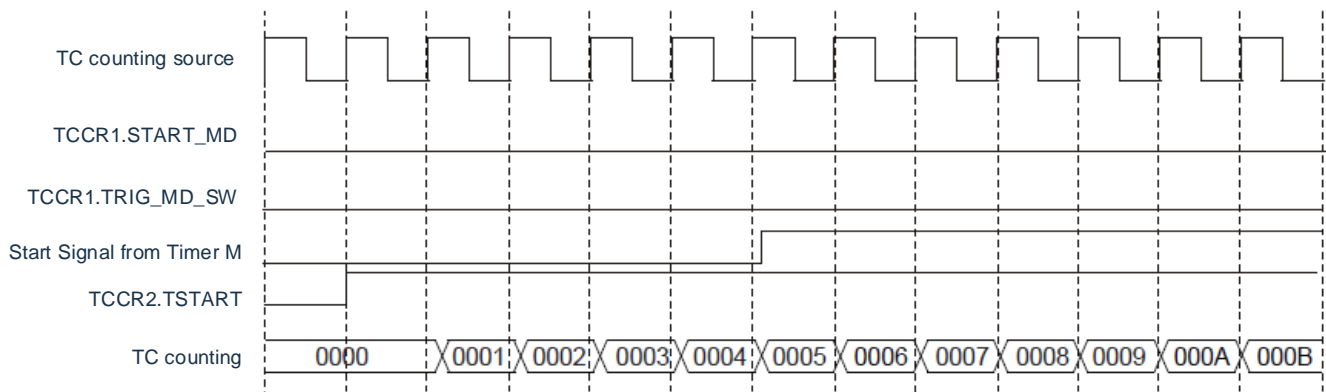 TC counting source
TCCR1.START_MD
TCCR1.TRIG_MD_SW
Start Signal from Timer M
TCCR2.TSTART
TC counting 0000 0001 0002 0003 0004 0005 0006 0007 0008 0009 000A 000B